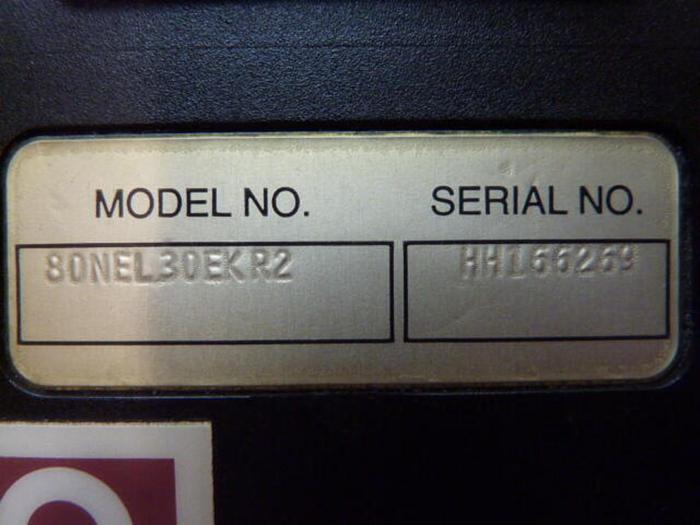 MODEL NO. SERIAL NO.
80NEL30EKR2 HH166269